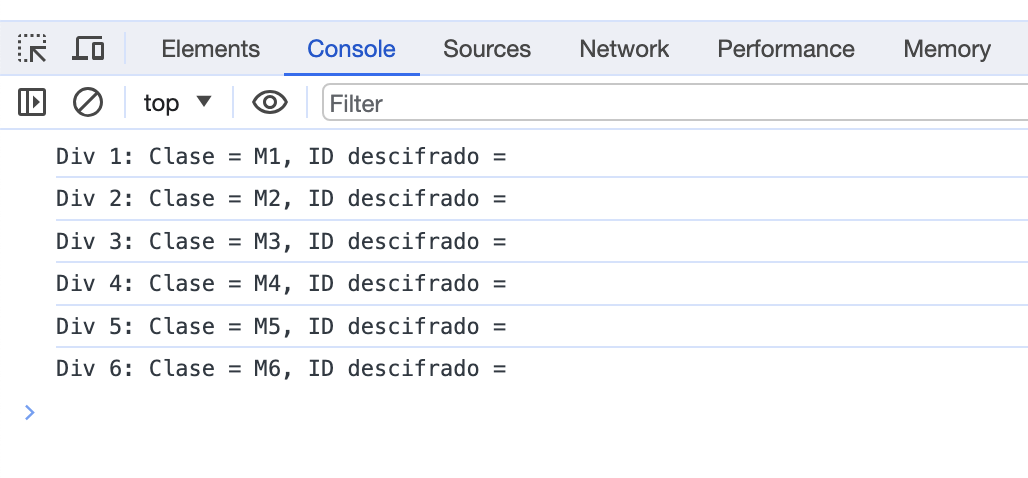 Elements Console Sources Network Performance Memory
top Filter
Div 1: Clase = M1, ID descifrado =
Div 2: Clase = M2, ID descifrado =
Div 3: Clase = M3, ID descifrado =
Div 4: Clase = M4, ID descifrado =
Div 5: Clase = M5, ID descifrado =
Div 6: Clase = M6, ID descifrado =